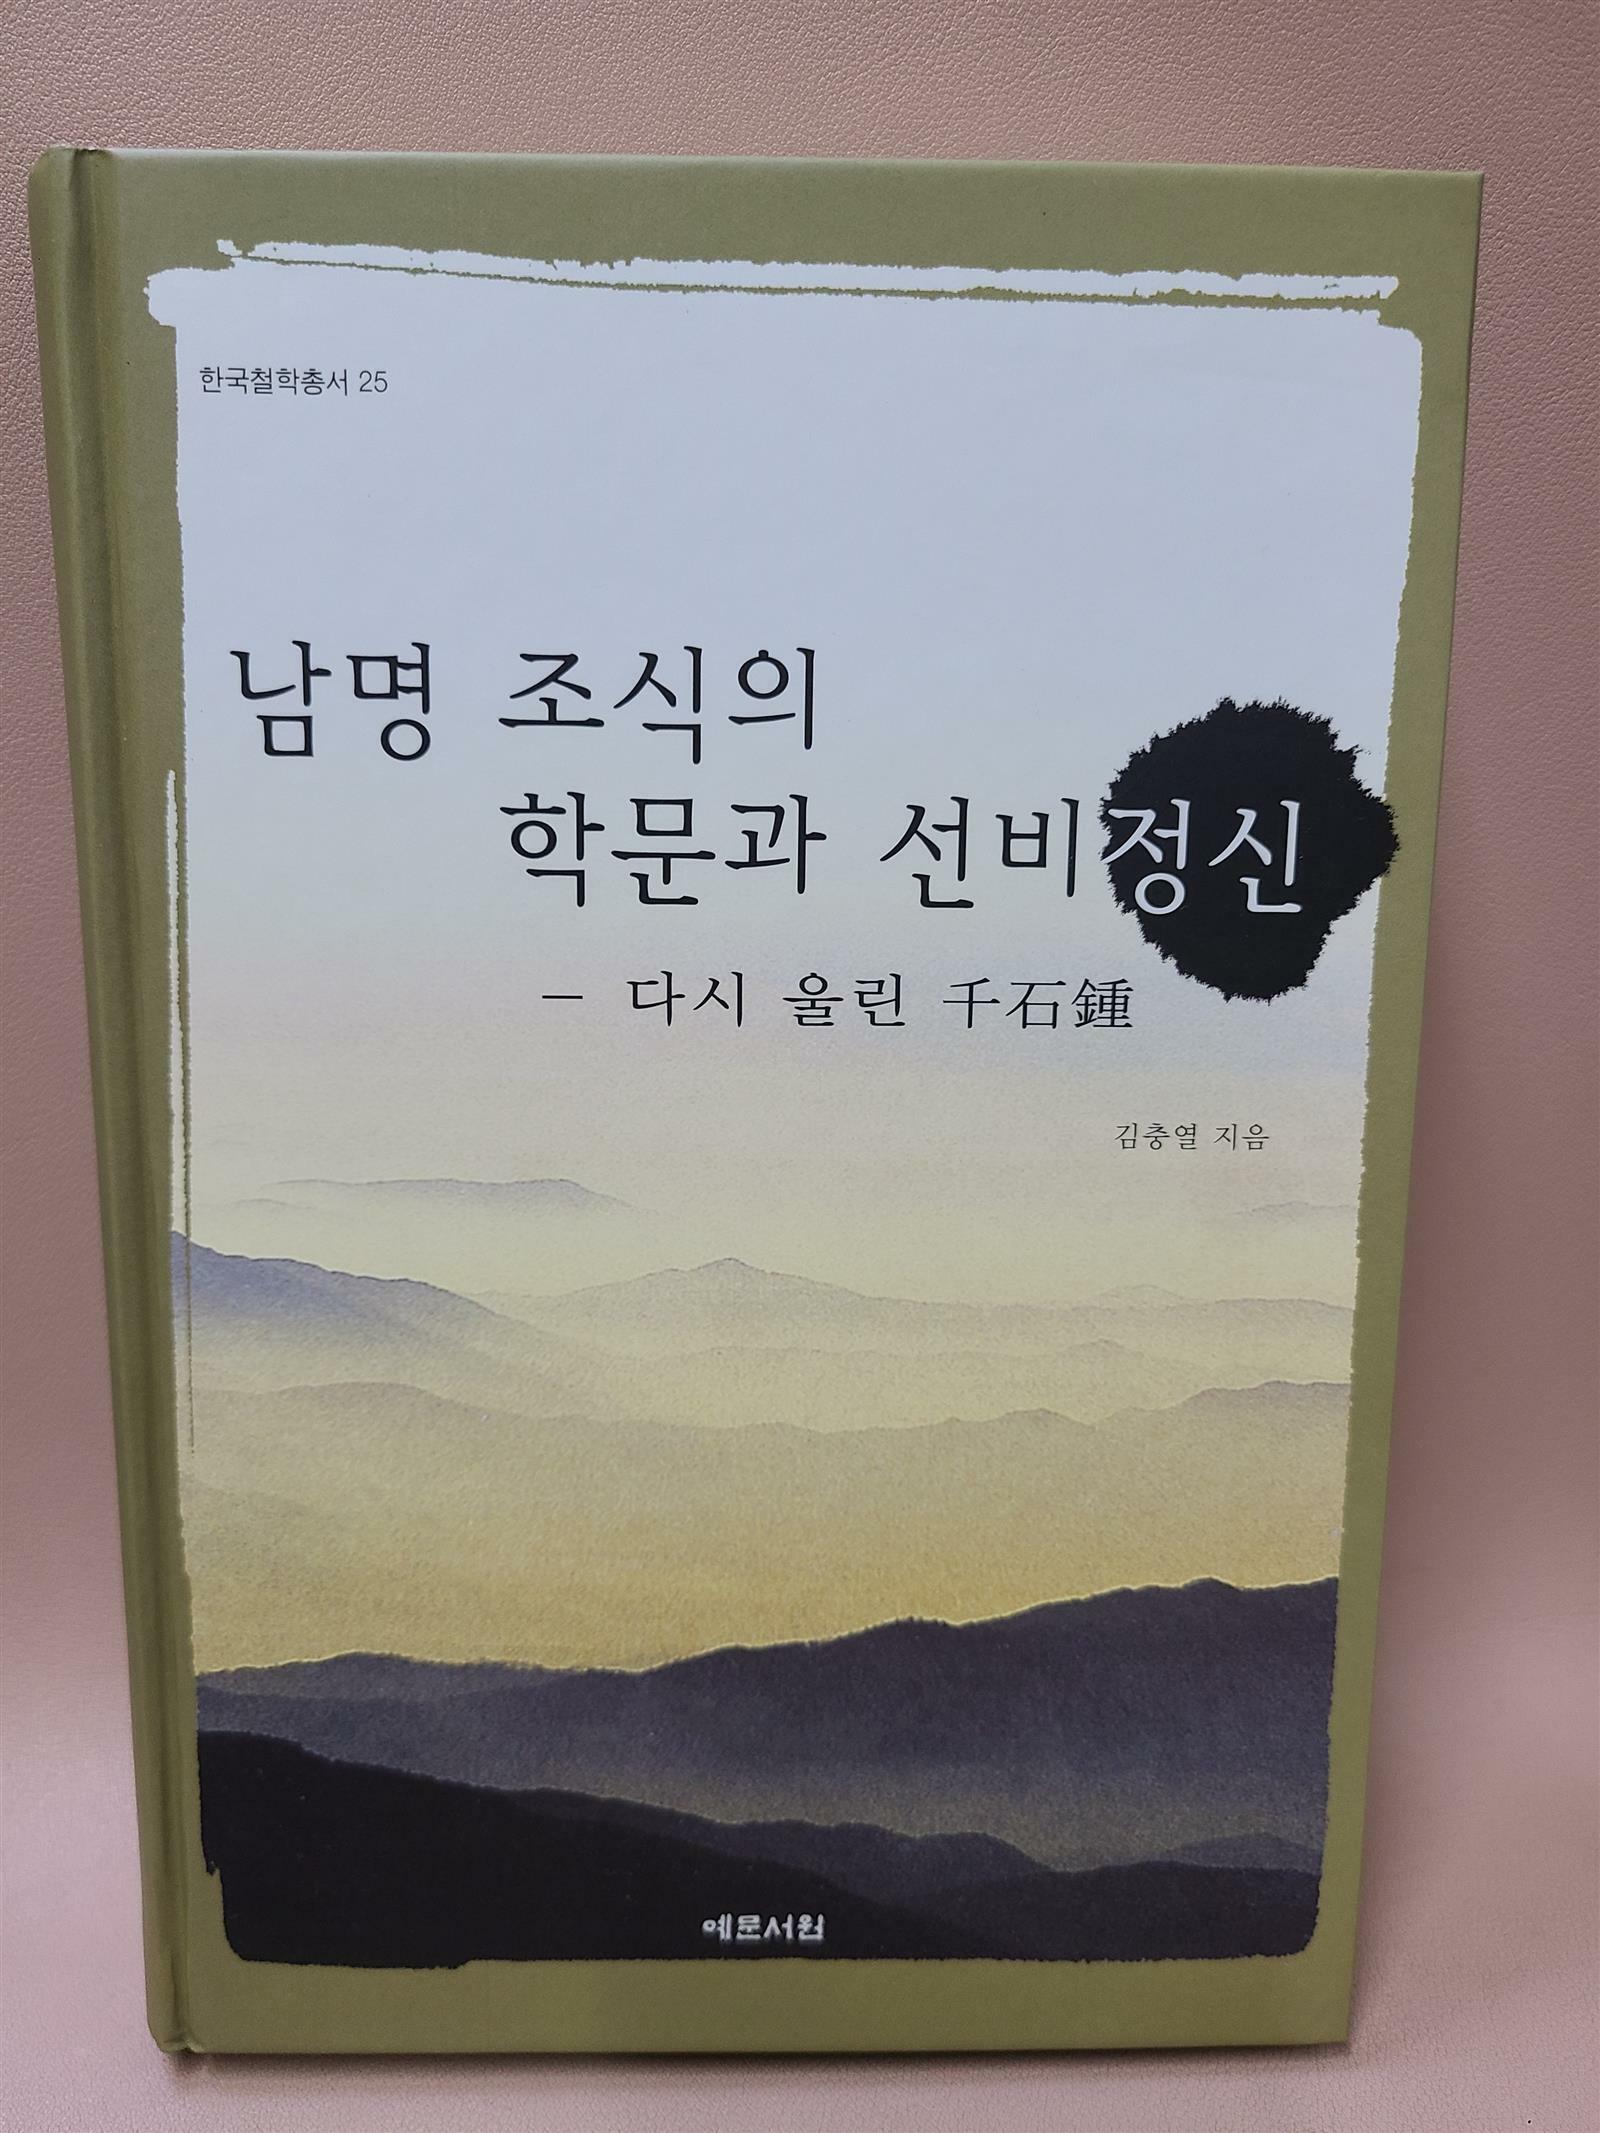 한국철학총서 25
남명 조식의
학문과 선비정신
- 다시 울린 千石鍾
김충열 지음
예문서원